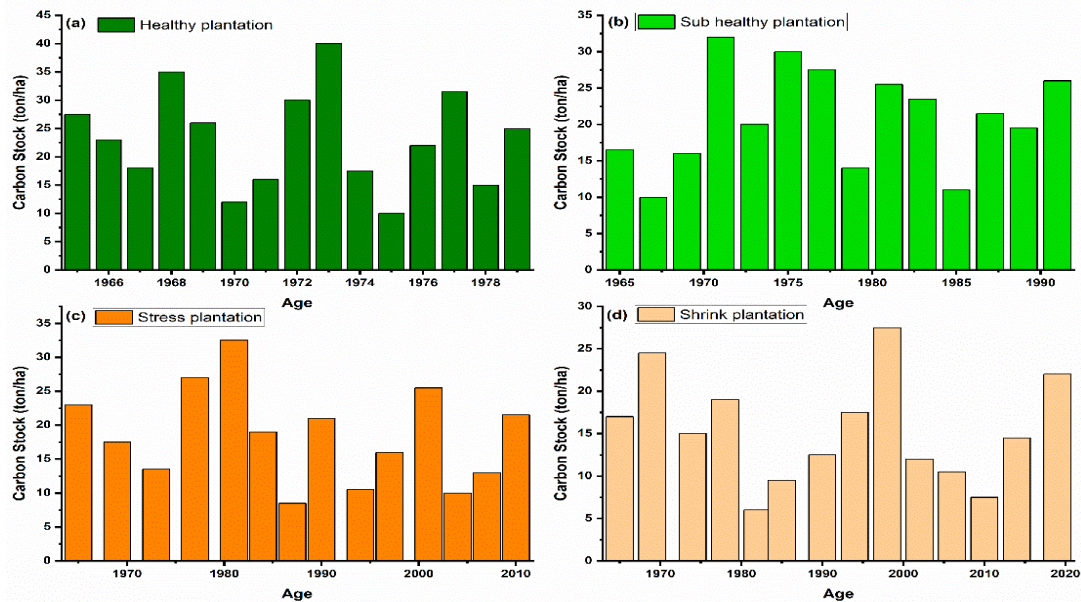 (a) Healthy plantation
45
40
35
30
25
20
15
10
5
0
Carbon Stock (ton/ha)
1966 1968 1970 1972 1974 1976 1978
Age
(b) Sub healthy plantation
35
30
25
20
15
10
5
0
Carbon Stock (ton/ha)
1965 1970 1975 1980 1985 1990
Age
(c) Stress plantation
35
30
25
20
15
10
5
0
Carbon Stock (ton/ha)
1970 1980 1990 2000 2010
Age
(d) Shrink plantation
30
25
20
15
10
5
0
Carbon Stock (ton/ha)
1970 1980 1990 2000 2010 2020
Age